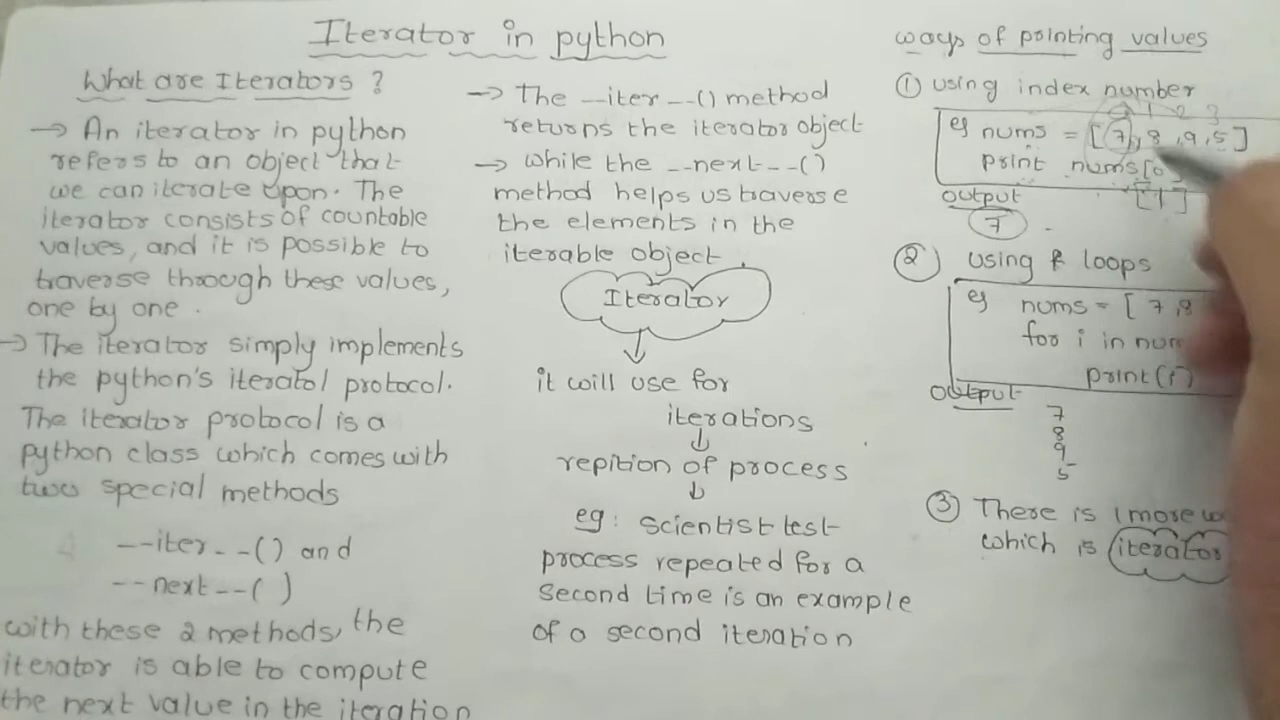 Iterator in python
What are Iterators ?
→ An iterator in python
refers to an object that
we can iterate upon. The
iterator consists of countable
values, and it is possible to
traverse through these values,
one by one .
→ The iterator simply implements
the python's iterator protocol.
The iterator protocol is a
python class which comes with
two special methods
--iter--() and
--next--()
with these 2 methods, the
iterator is able to compute
the next value in the iteration
→ The --iter--() method
returns the iterator object
→ while the --next--()
method helps us traverse
the elements in the
iterable object .
Iterator
it will use for
iterations
↓
repition of process
↓
eg: scientist test
process repeated for a
second time is an example
of a second iteration
ways of printing values
① using index number
1 2 3
eg nums = [7,8,9,5]
print nums[0
output [1]
7
② using loops
eg nums = [7,8
for i in num
print(i)
output
7
8
9
5
③ There is 1 more
which is iterator